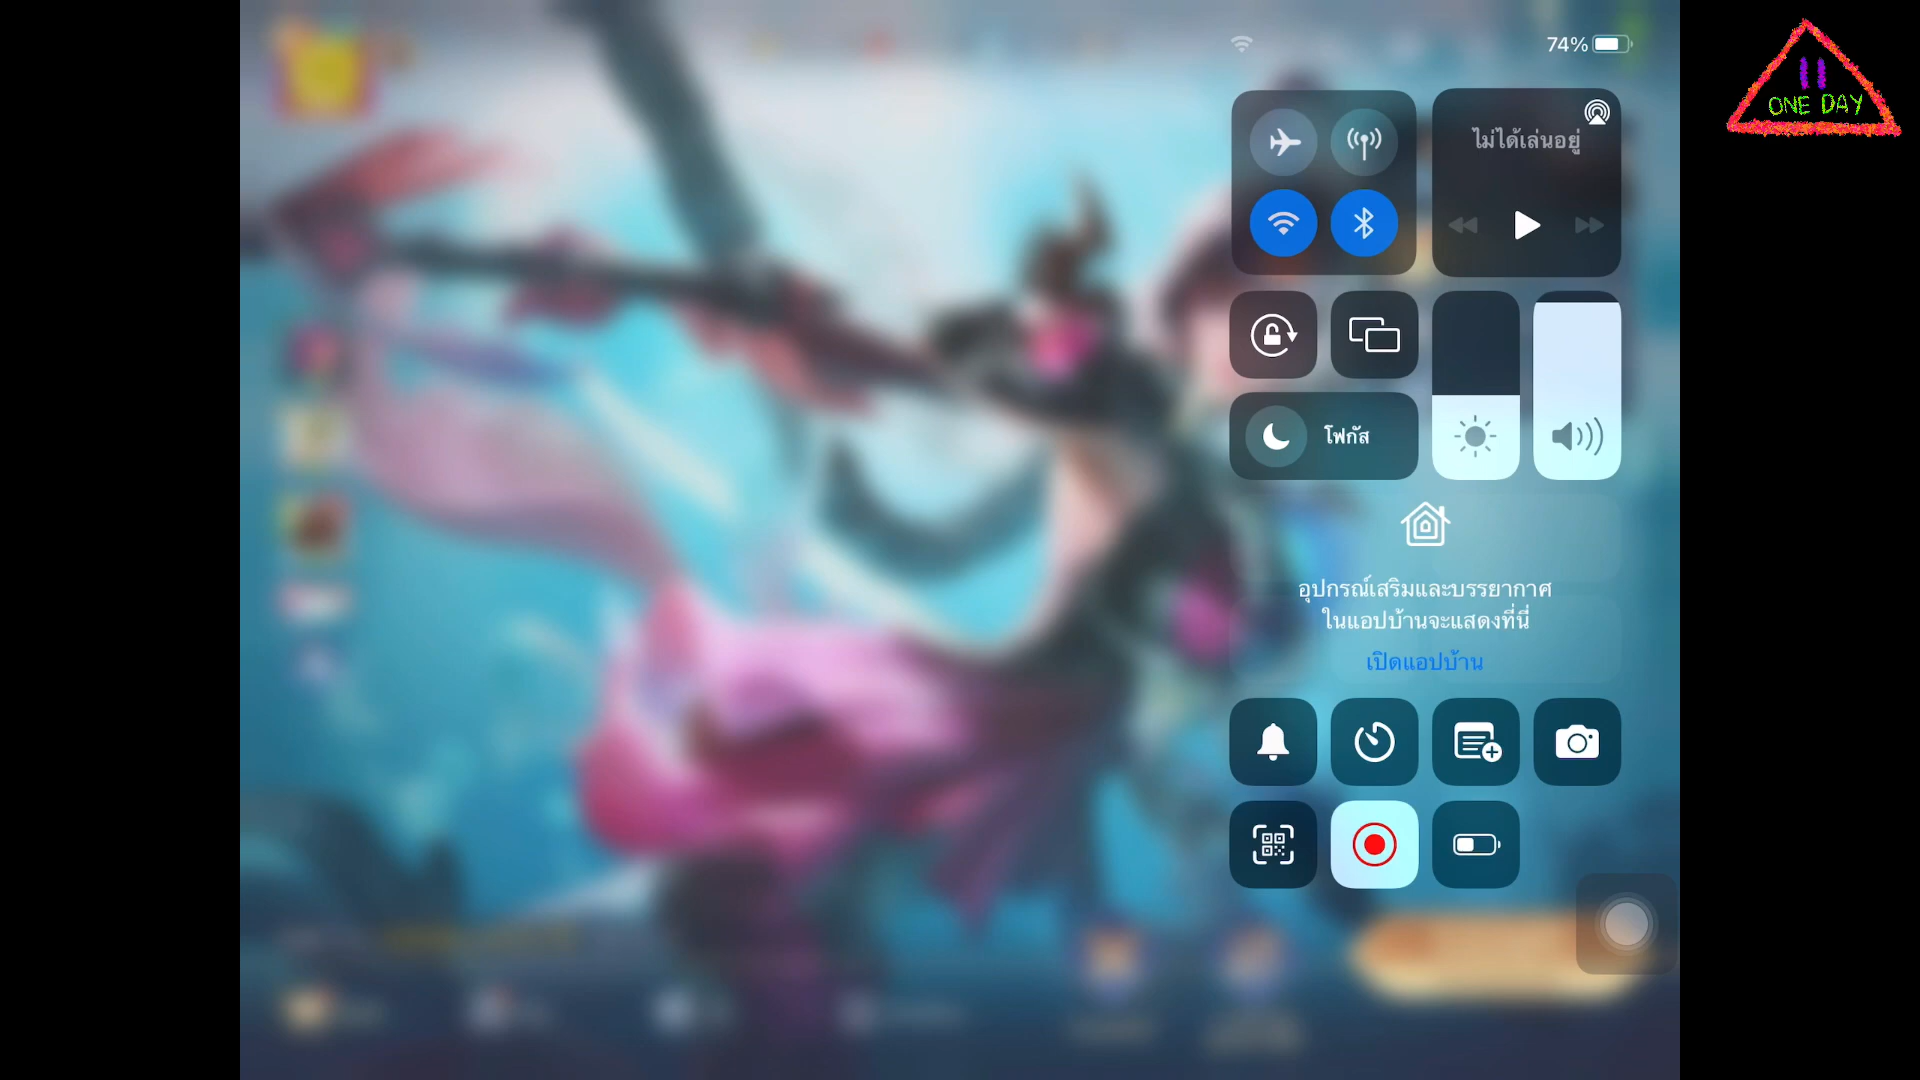 74%
II
ONE DAY
ไม่ได้เล่นอยู่
โฟกัส
อุปกรณ์เสริมและบรรยากาศ
ในแอปบ้านจะแสดงที่นี่
เปิดแอปบ้าน